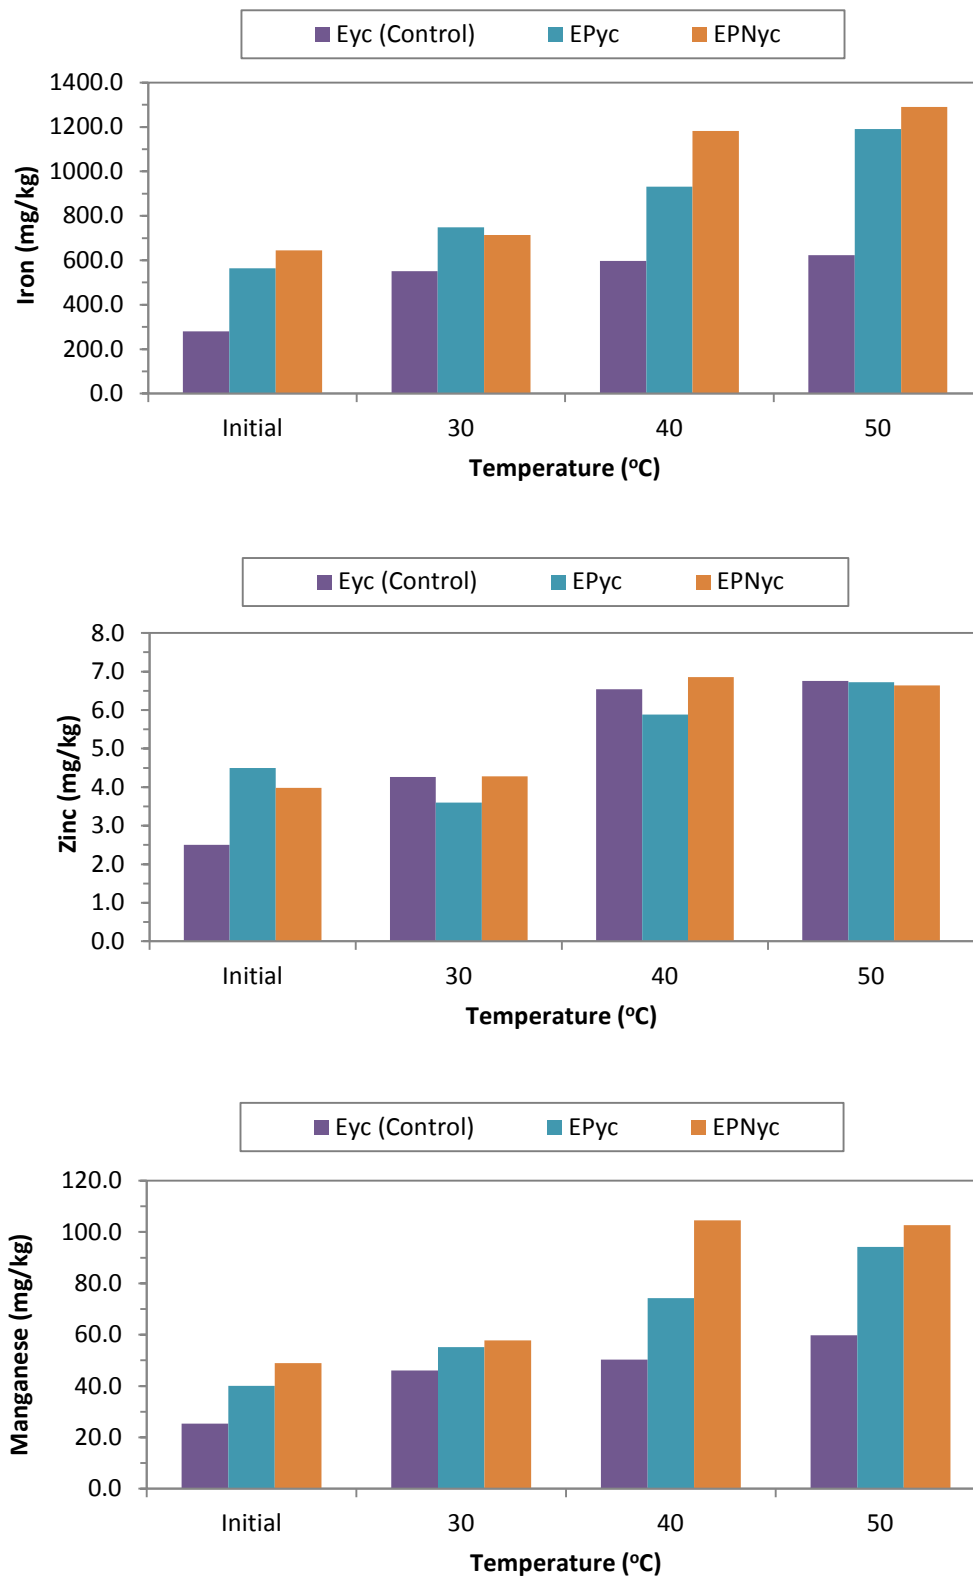 Eyc (Control) EPyc EPNyc
1400.0
1200.0
1000.0
800.0
600.0
400.0
200.0
0.0
Iron (mg/kg)
Initial 30 40 50
Temperature (ºC)
Eyc (Control) EPyc EPNyc
8.0
7.0
6.0
5.0
4.0
3.0
2.0
1.0
0.0
Zinc (mg/kg)
Initial 30 40 50
Temperature (ºC)
Eyc (Control) EPyc EPNyc
120.0
100.0
80.0
60.0
40.0
20.0
0.0
Manganese (mg/kg)
Initial 30 40 50
Temperature (ºC)